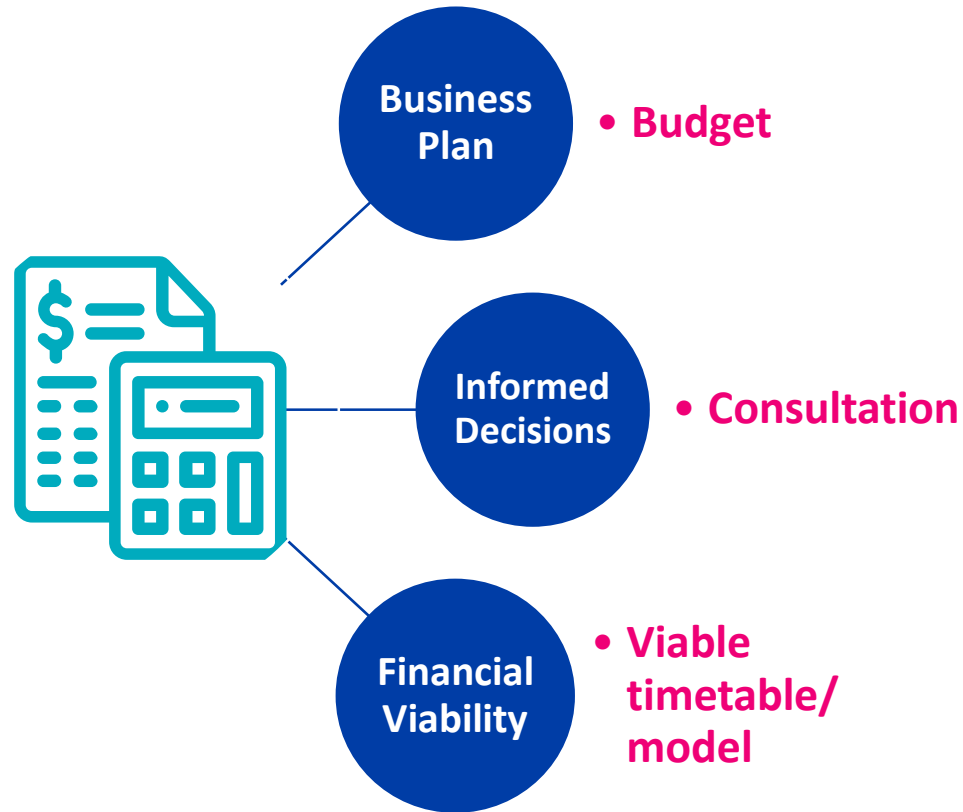 Business
Plan
• Budget
$
Informed
Decisions
• Consultation
Financial
Viability
• Viable
timetable/
model